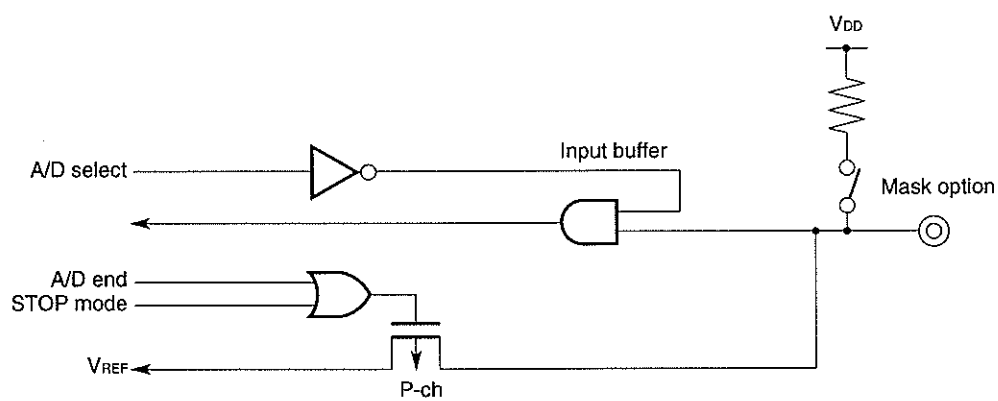 VDD
Input buffer
A/D select
Mask option
A/D end
STOP mode
VREF
P-ch